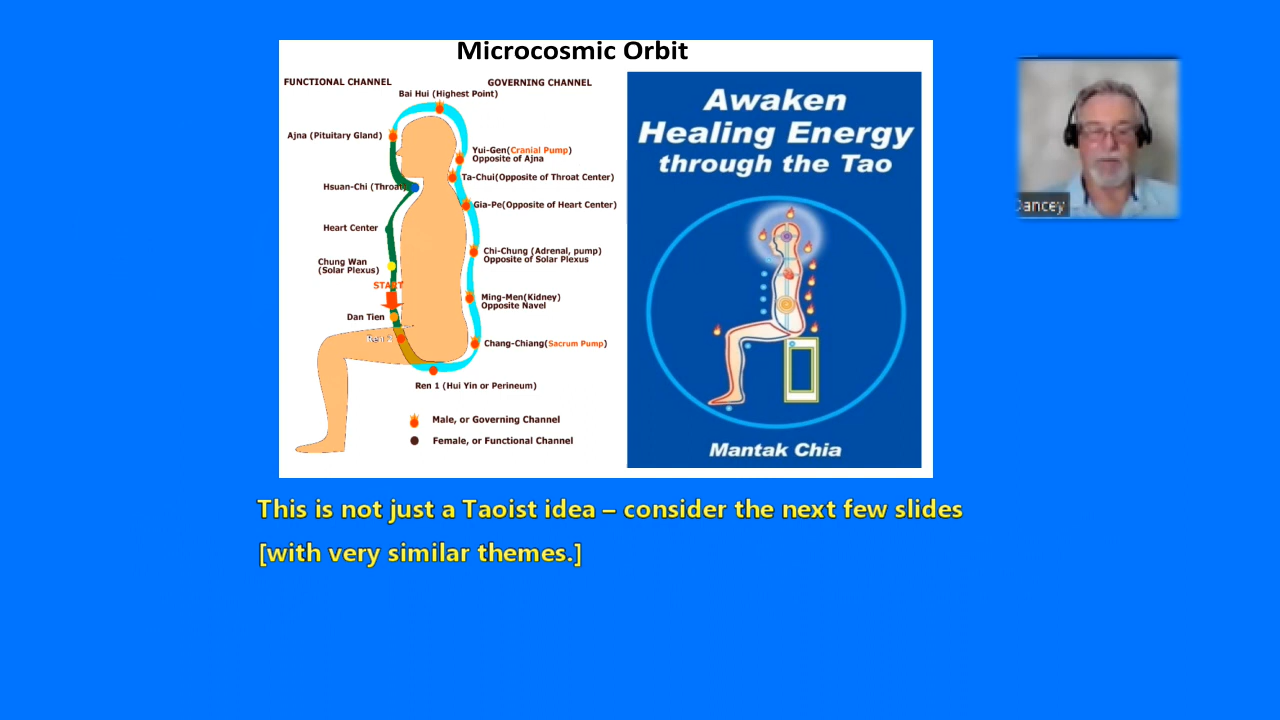 Microcosmic Orbit
FUNCTIONAL CHANNEL
GOVERNING CHANNEL
Bai Hui (Highest Point)
Ajna (Pituitary Gland)
Yui-Gen(Cranial Pump)
Opposite of Ajna
Ta-Chui(Opposite of Throat Center)
Hsuan-Chi (Throat)
Gia-Pe(Opposite of Heart Center)
Heart Center
Chi-Chung (Adrenal, pump)
Opposite of Solar Plexus
Chung Wan
(Solar Plexus)
START
Ming-Men(Kidney)
Opposite Navel
Dan Tien
Chang-Chiang(Sacrum Pump)
Ren 1 (Hui Yin or Perineum)
Male, or Governing Channel
Female, or Functional Channel
Awaken
Healing Energy
through the Tao
Mantak Chia
Dancey
This is not just a Taoist idea – consider the next few slides
[with very similar themes.]